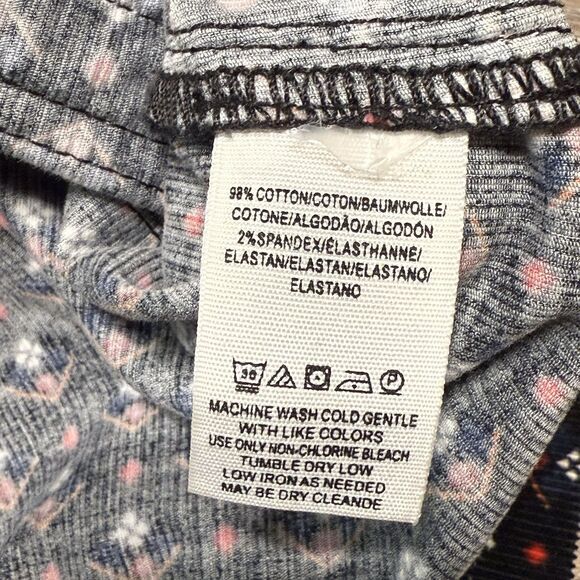 98% COTTON/COTON/BAUMWOLLE/
COTONE/ALGODÃO/ALGODÓN
2%SPANDEX/ÉLASTHANNE/
ELASTAN/ELASTAN/ELASTANO/
ELASTANO
30 P
MACHINE WASH COLD GENTLE
WITH LIKE COLORS
USE ONLY NON-CHLORINE BLEACH
TUMBLE DRY LOW
LOW IRON AS NEEDED
MAY BE DRY CLEANDE